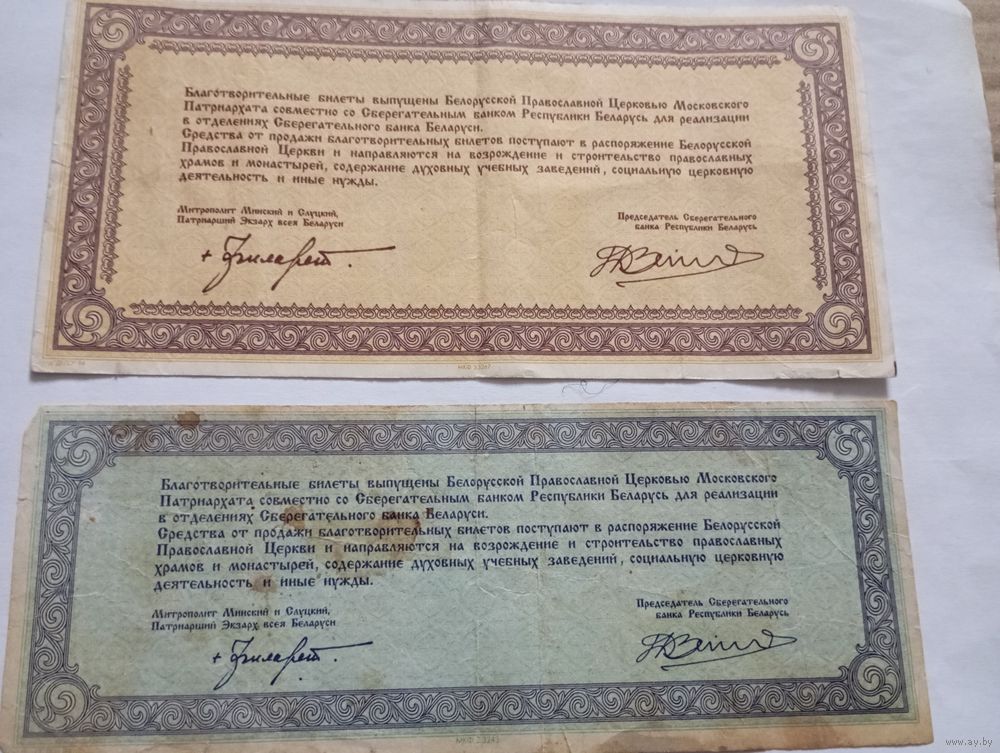 Благотворительные билеты выпущены Белорусской Православной Церковью Московского
Патриархата совместно со Сберегательным банком Республики Беларусь для реализации
в отделениях Сберегательного банка Беларуси.
Средства от продажи благотворительных билетов поступают в распоряжение Белорусской
Православной Церкви и направляются на возрождение и строительство православных
храмов и монастырей, содержание духовных учебных заведений, социальную церковную
деятельность и иные нужды.
Митрополит Минский и Слуцкий,
Патриарший Экзарх всея Беларуси
Председатель Сберегательного
банка Республики Беларусь
+ Филарет.
Благотворительные билеты выпущены Белорусской Православной Церковью Московского
Патриархата совместно со Сберегательным банком Республики Беларусь для реализации
в отделениях Сберегательного банка Беларуси.
Средства от продажи благотворительных билетов поступают в распоряжение Белорусской
Православной Церкви и направляются на возрождение и строительство православных
храмов и монастырей, содержание духовных учебных заведений, социальную церковную
деятельность и иные нужды.
Митрополит Минский и Слуцкий,
Патриарший Экзарх всея Беларуси
Председатель Сберегательного
банка Республики Беларусь
+ Филарет.
www.ay.by